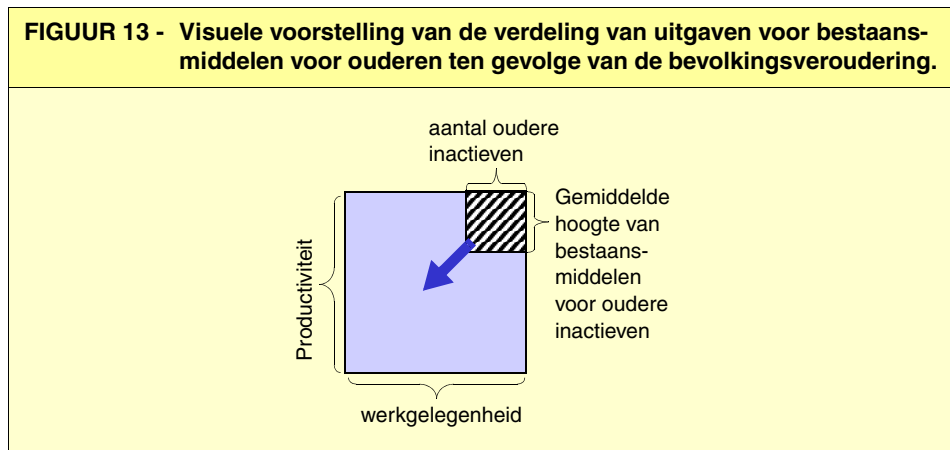 FIGUUR 13 - Visuele voorstelling van de verdeling van uitgaven voor bestaans-
middelen voor ouderen ten gevolge van de bevolkingsveroudering.
aantal oudere
inactieven
Gemiddelde
hoogte van
bestaans-
middelen
voor oudere
inactieven
Productiviteit
werkgelegenheid